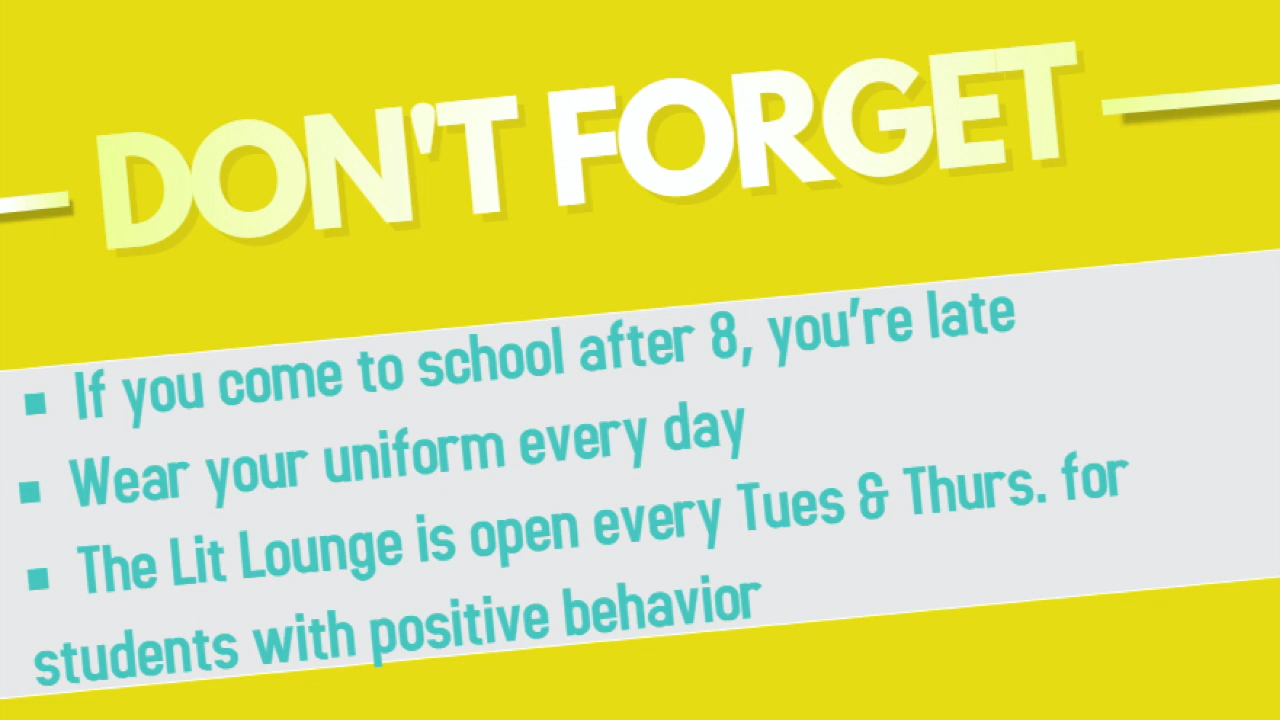 DON'T FORGET
▪ If you come to school after 8, you're late
▪ Wear your uniform every day
▪ The Lit Lounge is open every Tues & Thurs. for
students with positive behavior